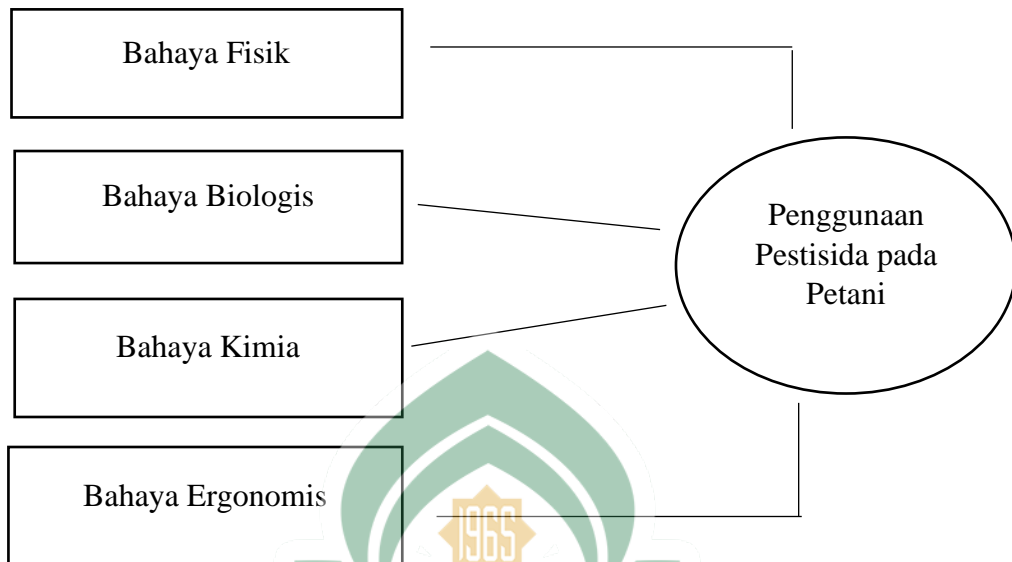 Bahaya Fisik
Bahaya Biologis
Penggunaan
Pestisida pada
Petani
Bahaya Kimia
Bahaya Ergonomis
1965